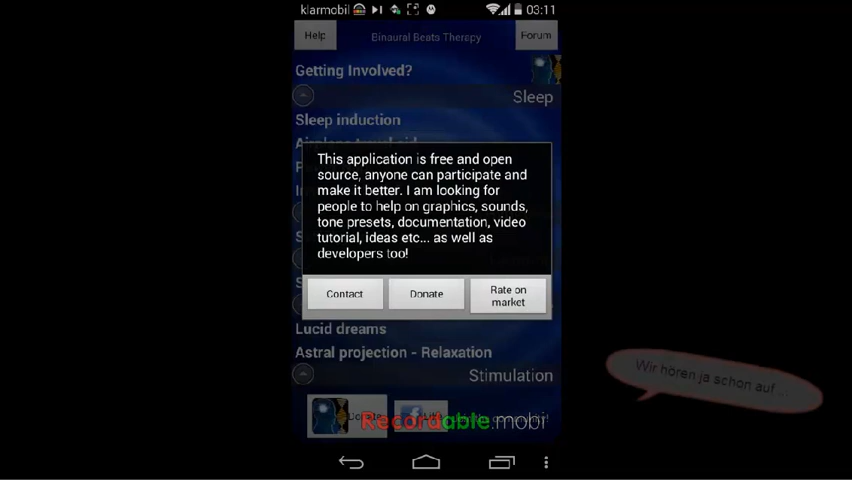 klarmobil
03:11
Help
Binaural Beats Therapy
Forum
Getting Involved?
Sleep
Sleep induction
This application is free and open
source, anyone can participate and
make it better. I am looking for
people to help on graphics, sounds,
tone presets, documentation, video
tutorial, ideas etc... as well as
developers too!
Contact
Donate
Rate on
market
Lucid dreams
Astral projection - Relaxation
Wir hören ja schon auf ...
Stimulation
Recordable.mobi